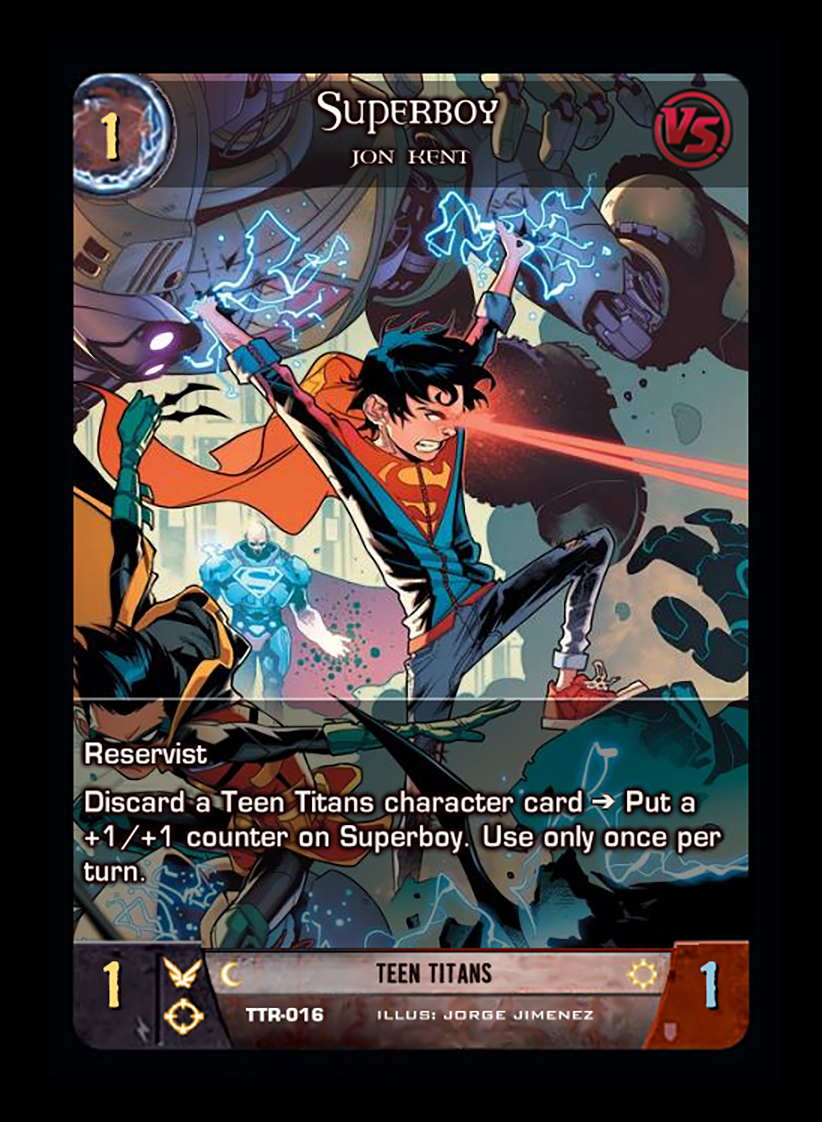 1
Superboy
VS.
JON KENT
Reservist
Discard a Teen Titans character card ➔ Put a
+1/+1 counter on Superboy. Use only once per
turn.
1
TEEN TITANS
1
TTR-016
ILLUS: JORGE JIMENEZ